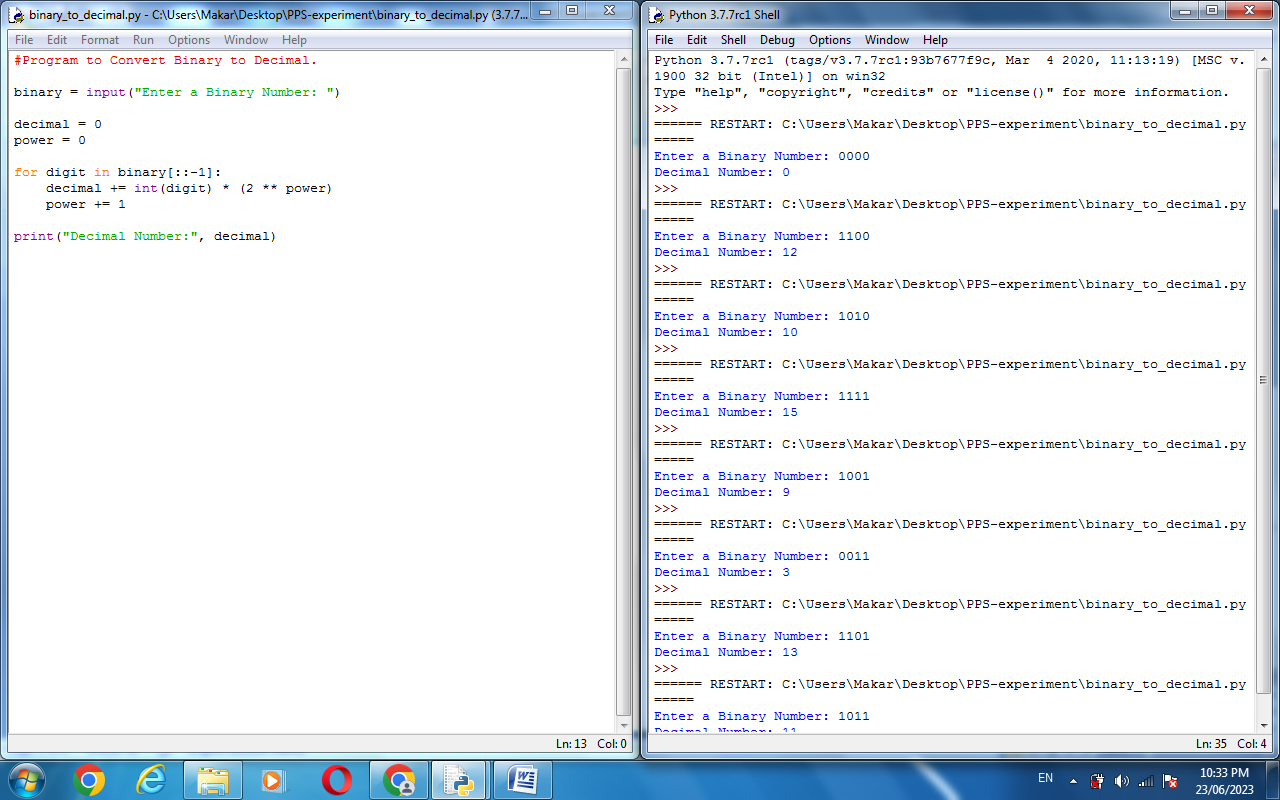 binary_to_decimal.py - C:\Users\Makar\Desktop\PPS-experiment\binary_to_decimal.py (3.7.7...
File Edit Format Run Options Window Help
#Program to Convert Binary to Decimal.
binary = input("Enter a Binary Number: ")
decimal = 0
power = 0
for digit in binary[::-1]:
    decimal += int(digit) * (2 ** power)
    power += 1
print("Decimal Number:", decimal)
Ln: 13 Col: 0
Python 3.7.7rc1 Shell
File Edit Shell Debug Options Window Help
Python 3.7.7rc1 (tags/v3.7.7rc1:93b7677f9c, Mar  4 2020, 11:13:19) [MSC v.
1900 32 bit (Intel)] on win32
Type "help", "copyright", "credits" or "license()" for more information.
>>>
====== RESTART: C:\Users\Makar\Desktop\PPS-experiment\binary_to_decimal.py
=====
Enter a Binary Number: 0000
Decimal Number: 0
>>>
====== RESTART: C:\Users\Makar\Desktop\PPS-experiment\binary_to_decimal.py
=====
Enter a Binary Number: 1100
Decimal Number: 12
>>>
====== RESTART: C:\Users\Makar\Desktop\PPS-experiment\binary_to_decimal.py
=====
Enter a Binary Number: 1010
Decimal Number: 10
>>>
====== RESTART: C:\Users\Makar\Desktop\PPS-experiment\binary_to_decimal.py
=====
Enter a Binary Number: 1111
Decimal Number: 15
>>>
====== RESTART: C:\Users\Makar\Desktop\PPS-experiment\binary_to_decimal.py
=====
Enter a Binary Number: 1001
Decimal Number: 9
>>>
====== RESTART: C:\Users\Makar\Desktop\PPS-experiment\binary_to_decimal.py
=====
Enter a Binary Number: 0011
Decimal Number: 3
>>>
====== RESTART: C:\Users\Makar\Desktop\PPS-experiment\binary_to_decimal.py
=====
Enter a Binary Number: 1101
Decimal Number: 13
>>>
====== RESTART: C:\Users\Makar\Desktop\PPS-experiment\binary_to_decimal.py
=====
Enter a Binary Number: 1011
Decimal Number: 11
Ln: 35 Col: 4
EN
10:33 PM
23/06/2023